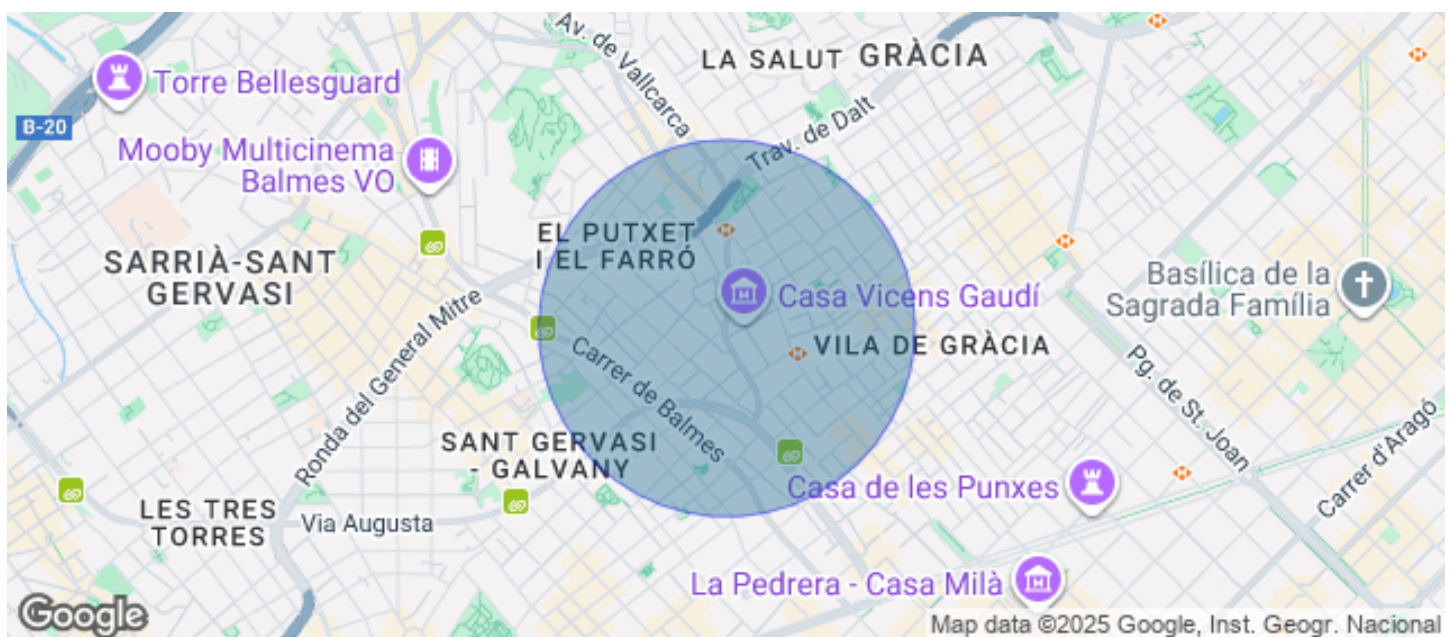 Av. de Vallcarca
LA SALUT
GRÀCIA
Torre Bellesguard
B-20
Mooby Multicinema
Balmes VO
Trav. de Dalt
EL PUTXET
I EL FARRÓ
SARRIÀ-SANT
GERVASI
Casa Vicens Gaudí
Basílica de la
Sagrada Família
Ronda del General Mitre
Carrer de Balmes
VILA DE GRÀCIA
Pg. de St. Joan
Carrer d'Aragó
SANT GERVASI
- GALVANY
Casa de les Punxes
LES TRES
TORRES
Via Augusta
La Pedrera - Casa Milà
Google
Map data ©2025 Google, Inst. Geogr. Nacional